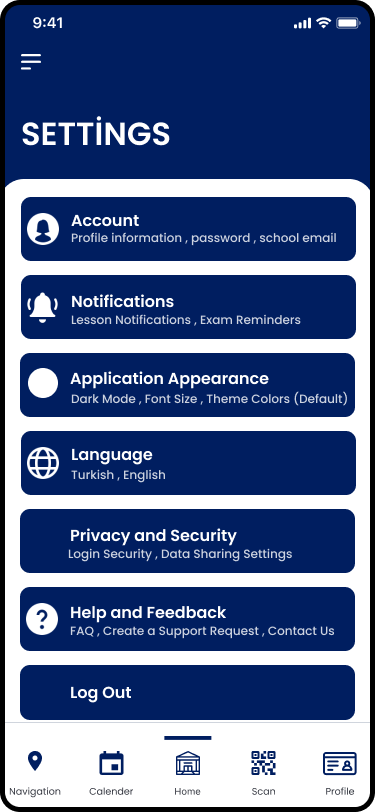 9:41
SETTİNGS
Account
Profile information , password , school email
Notifications
Lesson Notifications , Exam Reminders
Application Appearance
Dark Mode , Font Size , Theme Colors (Default)
Language
Turkish , English
Privacy and Security
Login Security , Data Sharing Settings
Help and Feedback
FAQ , Create a Support Request , Contact Us
Log Out
Navigation
Calender
Home
Scan
Profile